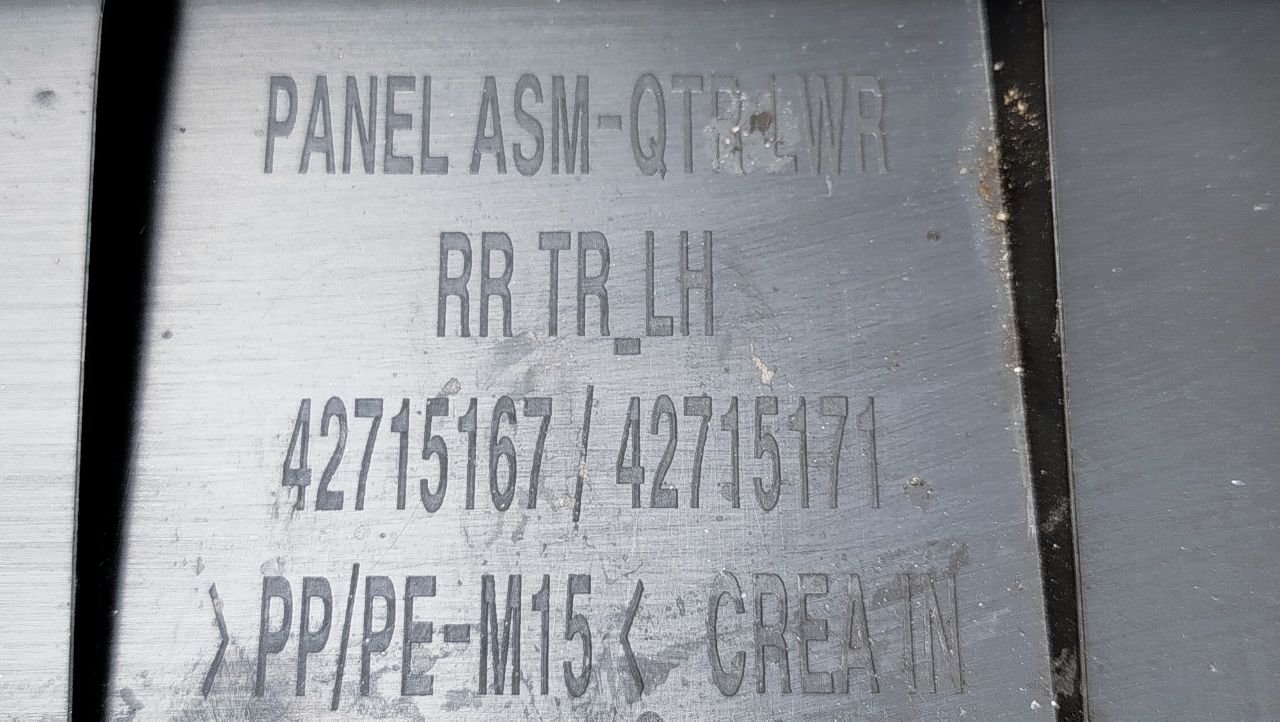 PANEL ASM-QTR LWR
RR TR_LH
42715167 / 42715171
>PP/PE-M15< CREA IN